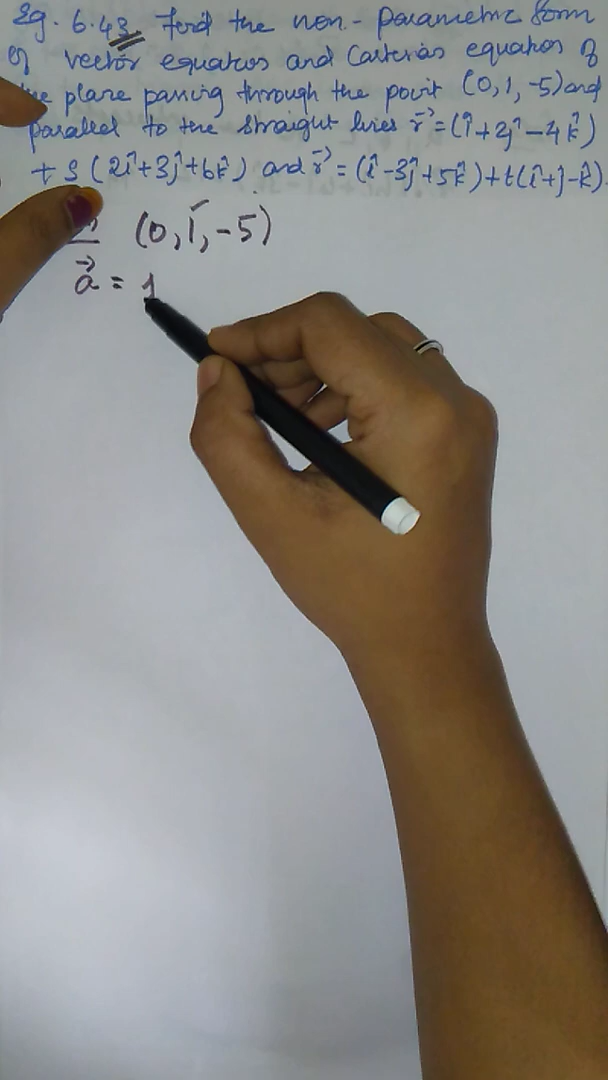 Eg. 6.43 Find the non-parametric form
of vector equation and Cartesian equation of
the plane passing through the point (0,1,-5) and
parallel to the straight lines r⃗=(î+2ĵ-4k̂)
+s(2î+3ĵ+6k̂) and r⃗=(î-3ĵ+5k̂)+t(î+ĵ-k̂).
(0,1,-5)
a⃗ = 1